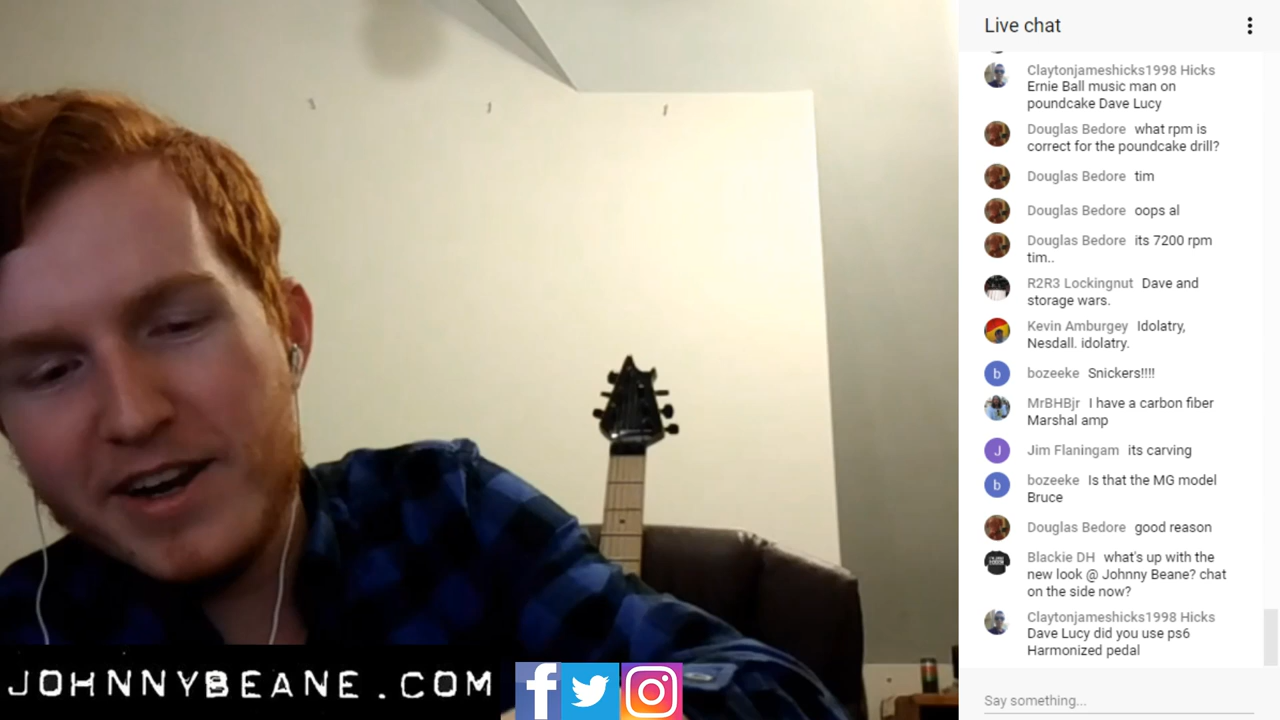 Live chat
Claytonjameshicks1998 Hicks
Ernie Ball music man on
poundcake Dave Lucy
Douglas Bedore what rpm is
correct for the poundcake drill?
Douglas Bedore tim
Douglas Bedore oops al
Douglas Bedore its 7200 rpm
tim..
R2R3 Lockingnut Dave and
storage wars.
Kevin Amburgey Idolatry,
Nesdall. idolatry.
b bozeeke Snickers!!!!
MrBHBjr I have a carbon fiber
Marshal amp
J Jim Flaningam its carving
b bozeeke Is that the MG model
Bruce
Douglas Bedore good reason
Blackie DH what's up with the
new look @ Johnny Beane? chat
on the side now?
Claytonjameshicks1998 Hicks
Dave Lucy did you use ps6
Harmonized pedal
Say something...
JOHNNYBEANE.COM